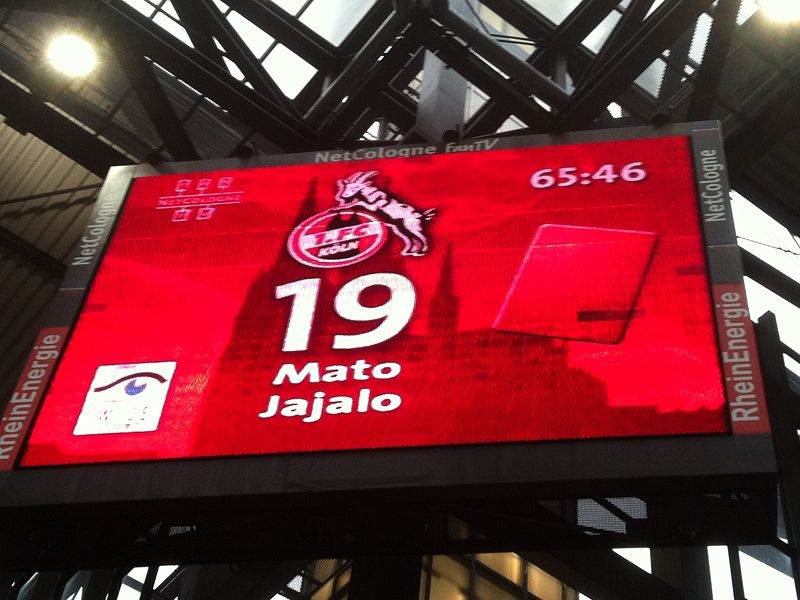 NetCologne FanTV
65:46
NETCOLOGNE
1. FC
KÖLN
19
Mato
Jajalo
NetCologne
RheinEnergie
NetCologne
RheinEnergie